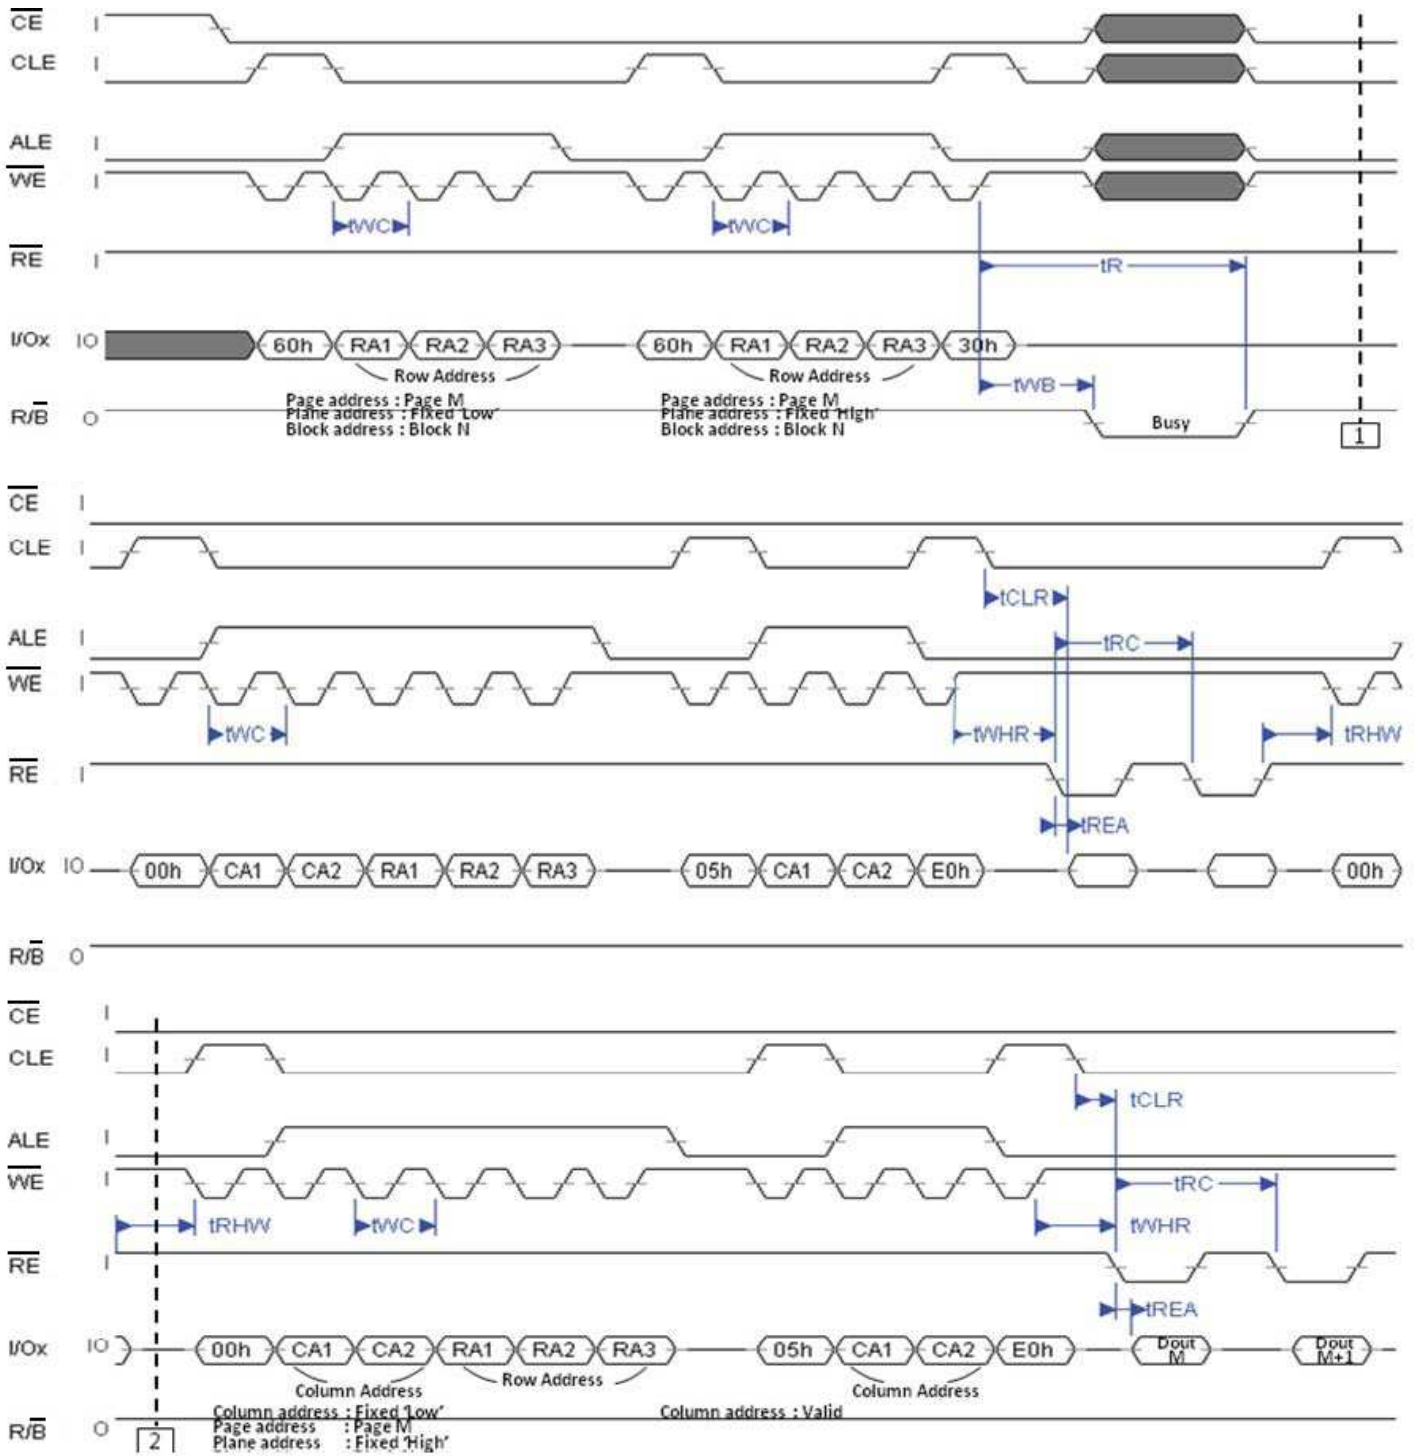 CE I
CLE I
ALE I
WE I
tWC tWC
RE I
tR
I/Ox IO 60h RA1 RA2 RA3 60h RA1 RA2 RA3 30h
Row Address Row Address
tWB
Page address : Page M Page address : Page M
Plane address : Fixed 'Low' Plane address : Fixed 'High'
Block address : Block N Block address : Block N
R/B O Busy
1
CE I
CLE I
tCLR
ALE I tRC
WE I
tWC tWHR tRHW
RE I
tREA
I/Ox IO 00h CA1 CA2 RA1 RA2 RA3 05h CA1 CA2 E0h 00h
R/B O
CE I
CLE I
tCLR
ALE I
WE I tRC
tRHW tWC tWHR
RE I
tREA
I/Ox IO 00h CA1 CA2 RA1 RA2 RA3 05h CA1 CA2 E0h Dout M Dout M+1
Column Address Row Address Column Address
Column address : Fixed 'Low' Column address : Valid
Page address : Page M
Plane address : Fixed 'High'
R/B O
2